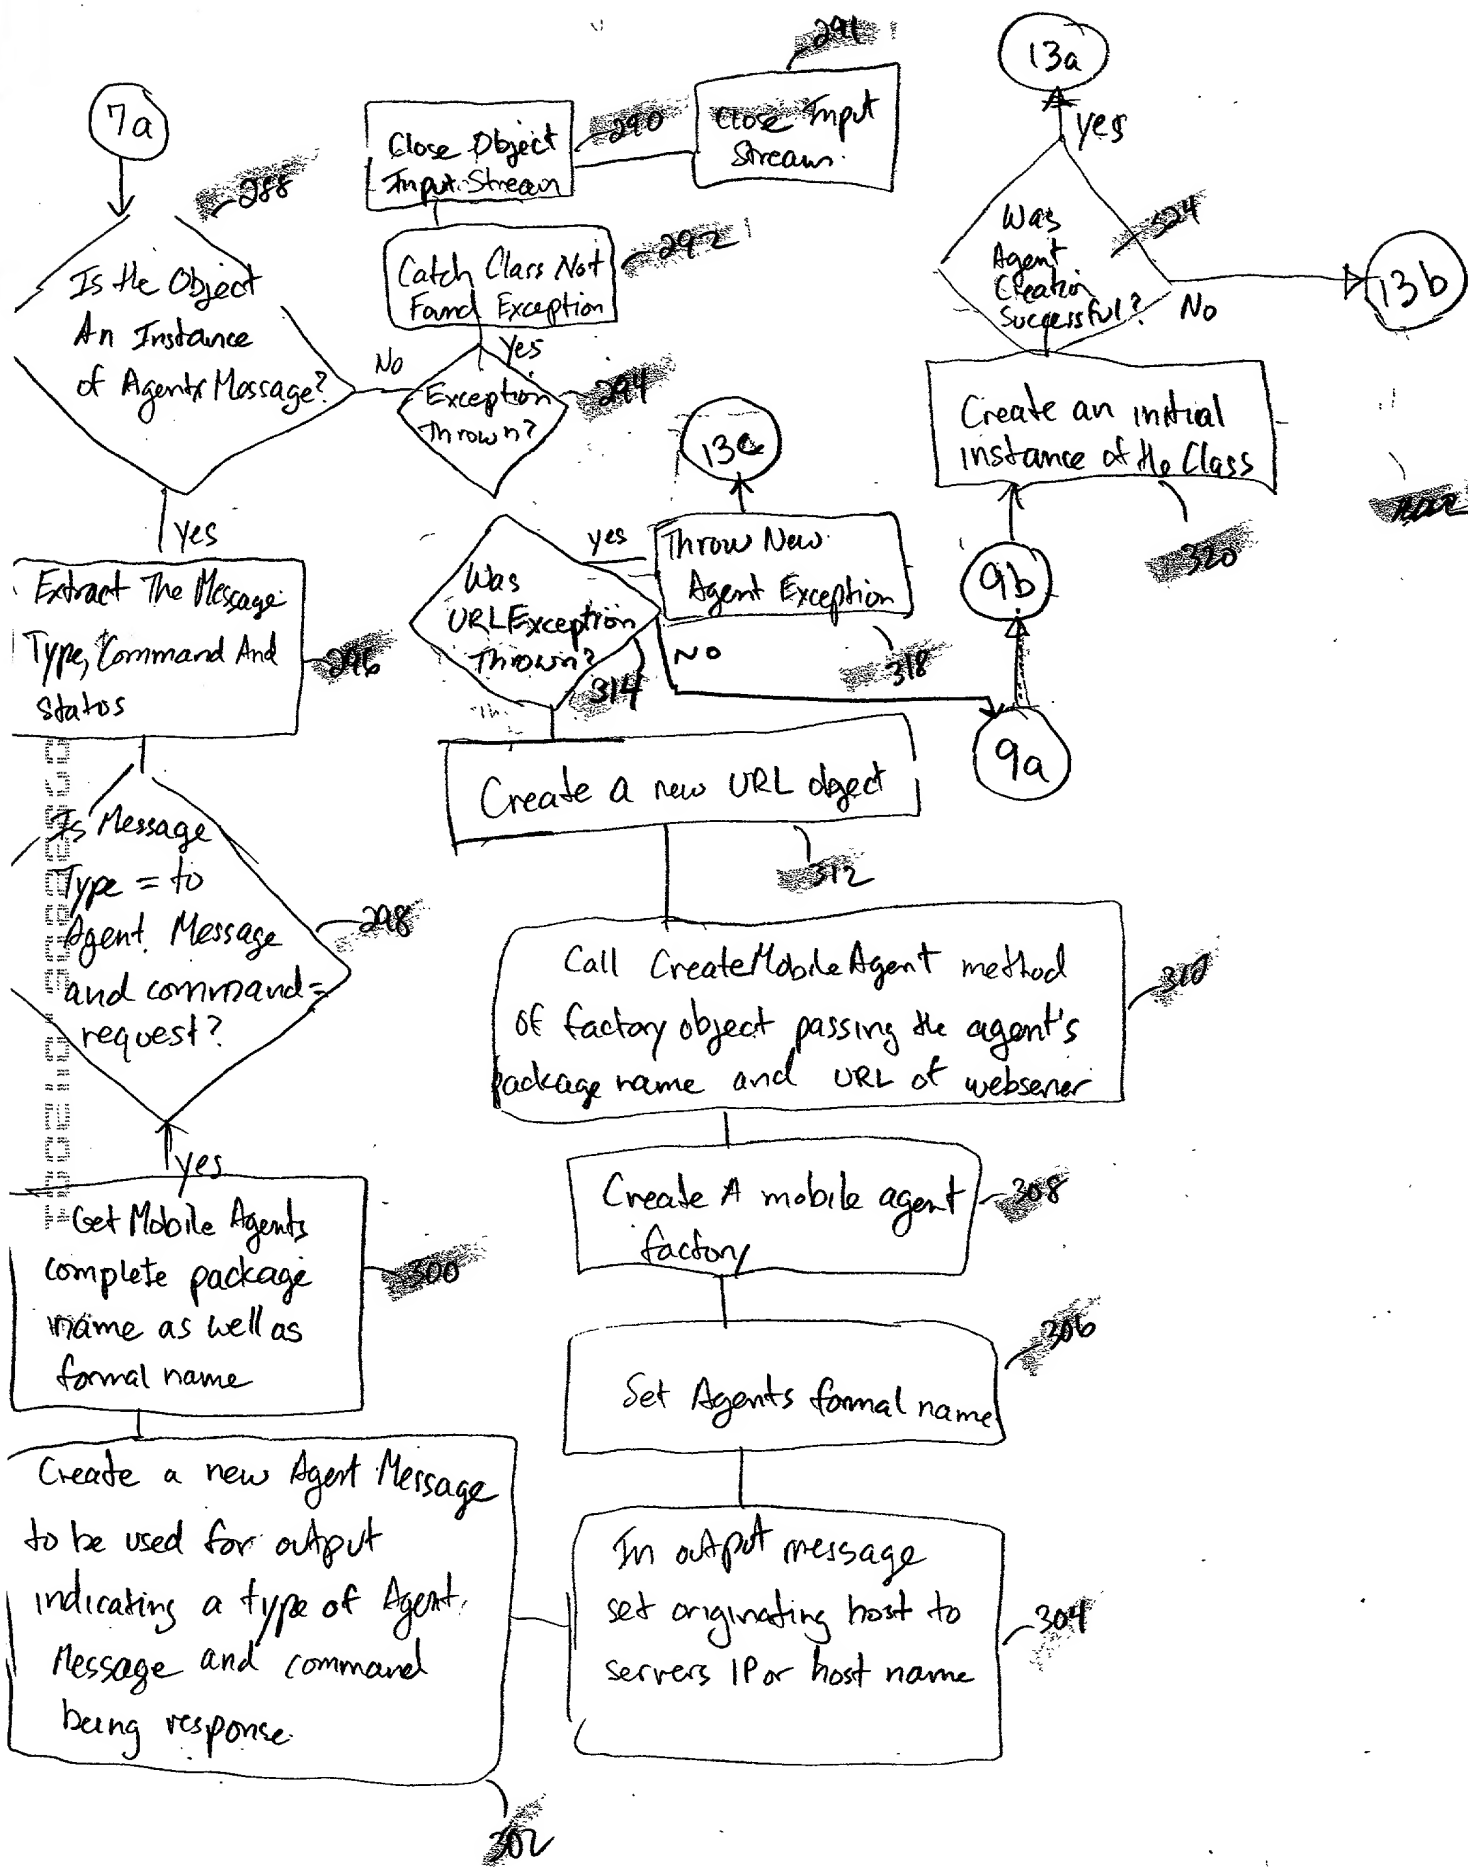 7a
288
Is the Object
An Instance
of Agents Message?
No
yes
Close Object
Input Stream
290
291
Close Input
Stream.
Catch Class Not
Found Exception
292
yes
Exception
Thrown?
294
Extract The Message
Type, Command And
status
296
Is Message
Type = to
Agent Message
and command =
request?
298
yes
Get Mobile Agents
complete package
name as well as
formal name
300
Create a new Agent Message
to be used for output
indicating a type of Agent
Message and command
being response.
302
In output message
set originating host to
servers IP or host name
304
Set Agents formal name
306
Create A mobile agent
factory
308
Call CreateMobileAgent method
of factory object passing the agent's
package name and URL of webserver
310
Create a new URL object
312
Was
URLException
Thrown?
314
yes
NO
Throw New
Agent Exception
318
9a
9b
Create an initial
instance of the Class
320
Was
Agent
Creation
Successful?
324
yes
13a
No
13b